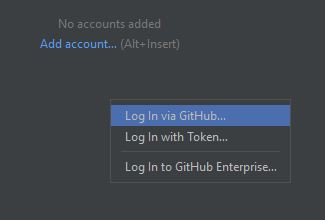 No accounts added
Add account... (Alt+Insert)
Log In via GitHub...
Log In with Token...
Log In to GitHub Enterprise...